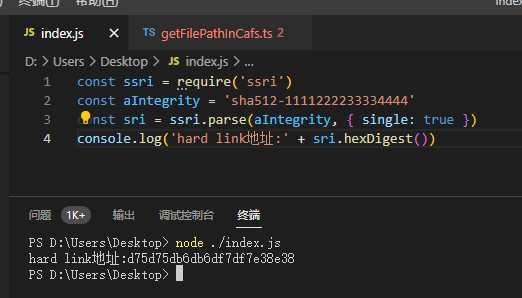 终端(T) 帮助(H)
JS index.js × TS getFilePathInCafs.ts 2
D: > Users > Desktop > JS index.js > ...
1 const ssri = require('ssri')
2 const aIntegrity = 'sha512-1111222233334444'
3 const sri = ssri.parse(aIntegrity, { single: true })
4 console.log('hard link地址:' + sri.hexDigest())
问题 1K+ 输出 调试控制台 终端
PS D:\Users\Desktop> node ./index.js
hard link地址:d75d75db6db6df7df7e38e38
PS D:\Users\Desktop>